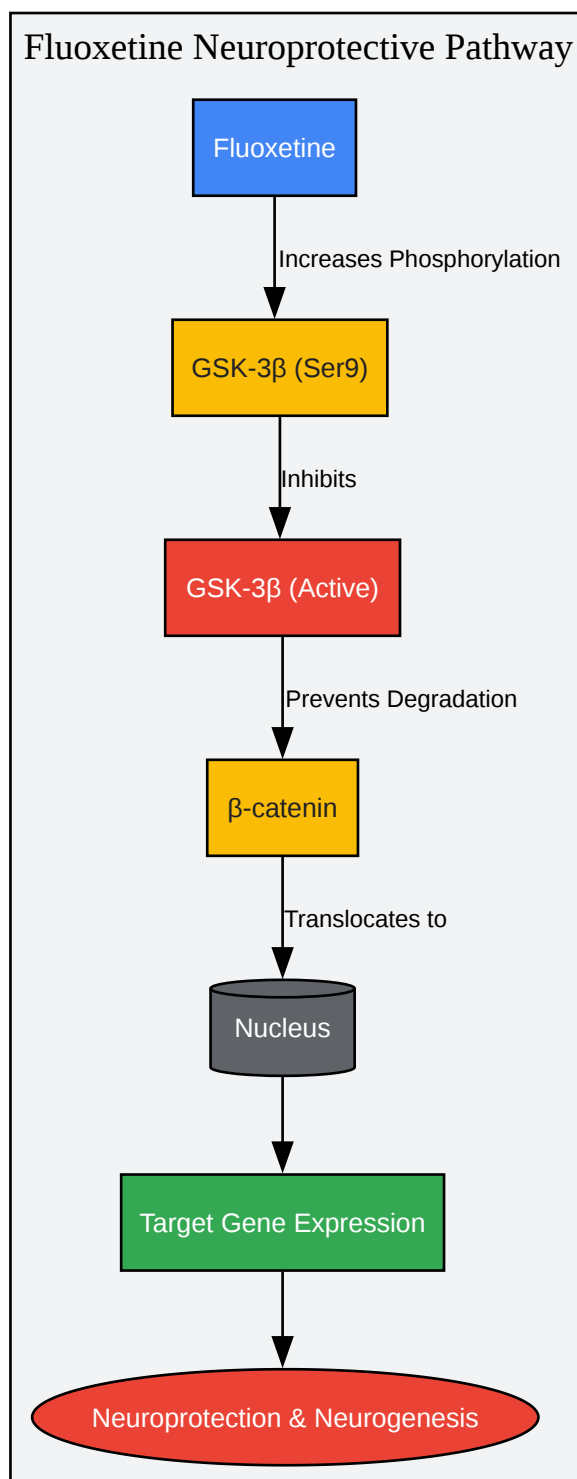 Fluoxetine Neuroprotective Pathway
Fluoxetine
Increases Phosphorylation
GSK-3β (Ser9)
Inhibits
GSK-3β (Active)
Prevents Degradation
β-catenin
Translocates to
Nucleus
Target Gene Expression
Neuroprotection & Neurogenesis